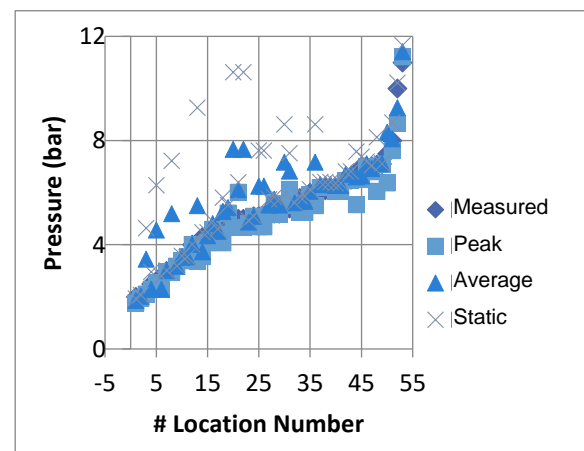 12
8
4
0
Pressure (bar)
-5 5 15 25 35 45 55
# Location Number
Measured
Peak
Average
Static